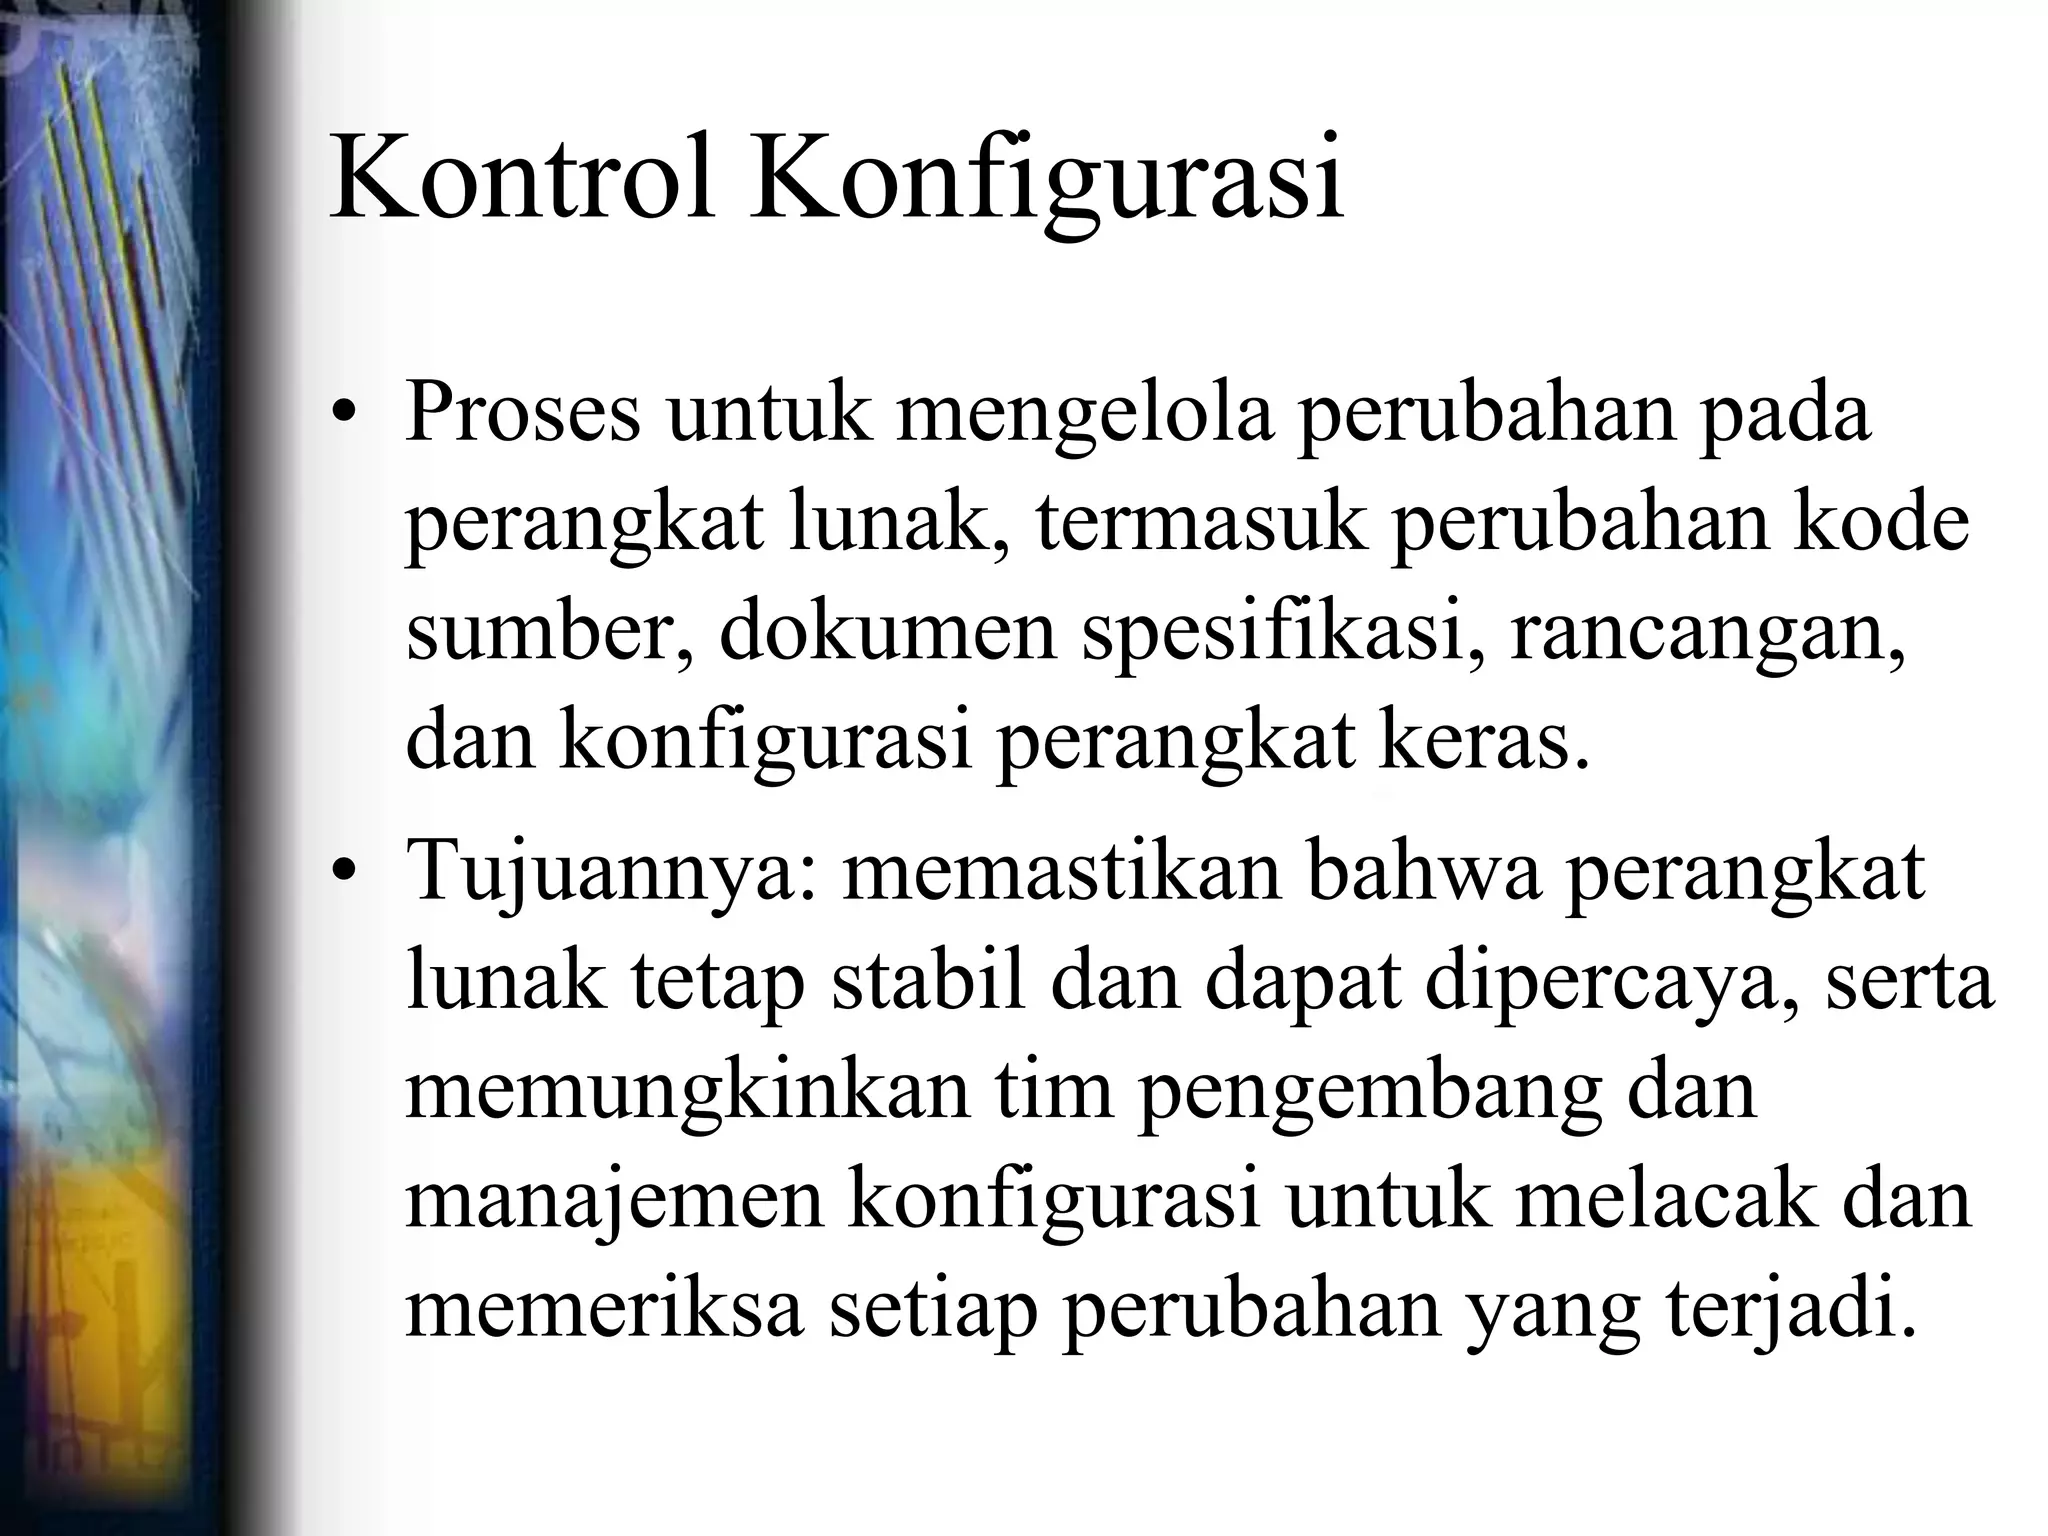 Kontrol Konfigurasi
• Proses untuk mengelola perubahan pada
perangkat lunak, termasuk perubahan kode
sumber, dokumen spesifikasi, rancangan,
dan konfigurasi perangkat keras.
• Tujuannya: memastikan bahwa perangkat
lunak tetap stabil dan dapat dipercaya, serta
memungkinkan tim pengembang dan
manajemen konfigurasi untuk melacak dan
memeriksa setiap perubahan yang terjadi.